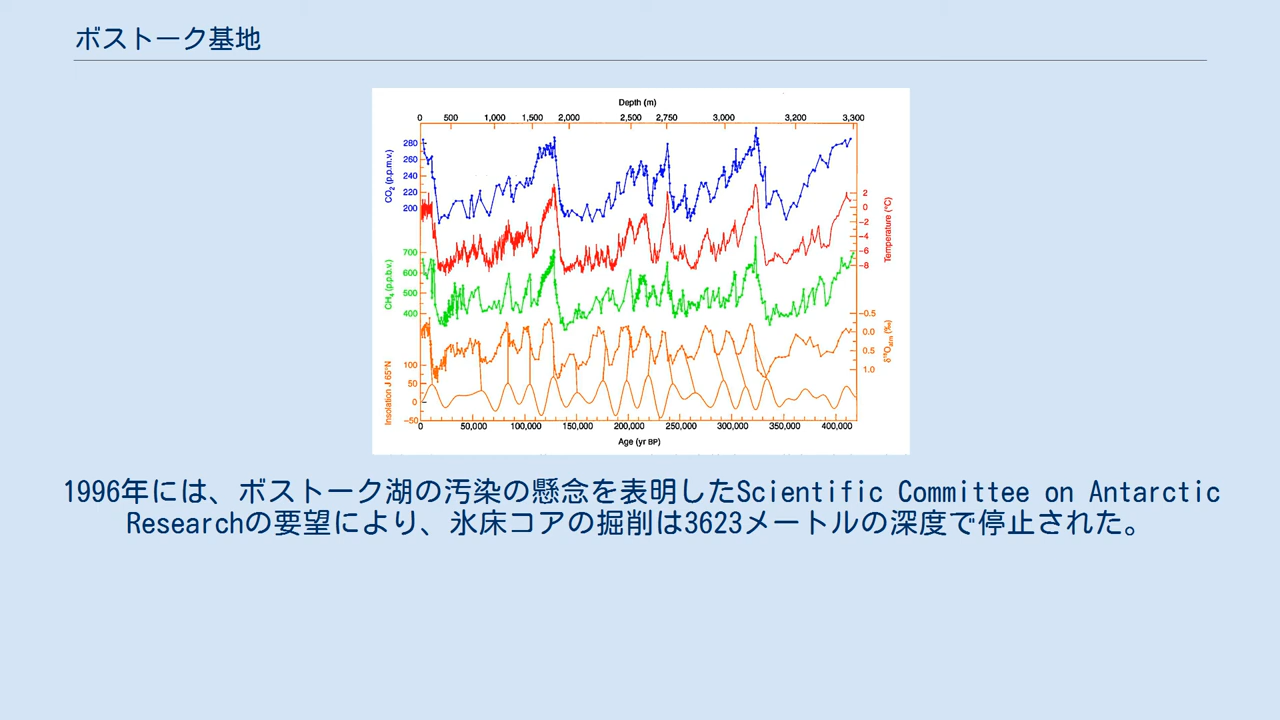 ボストーク基地
Depth (m)
0 500 1,000 1,500 2,000 2,500 2,750 3,000 3,200 3,300
280
260
240
220
200
CO2 (p.p.m.v.)
2
0
−2
−4
−6
−8
Temperature (°C)
700
600
500
400
CH4 (p.p.b.v.)
−0.5
0.0
0.5
1.0
δ18Oatm (‰)
100
50
0
−50
Insolation J 65°N
0 50,000 100,000 150,000 200,000 250,000 300,000 350,000 400,000
Age (yr BP)
1996年には、ボストーク湖の汚染の懸念を表明したScientific Committee on Antarctic
Researchの要望により、氷床コアの掘削は3623メートルの深度で停止された。